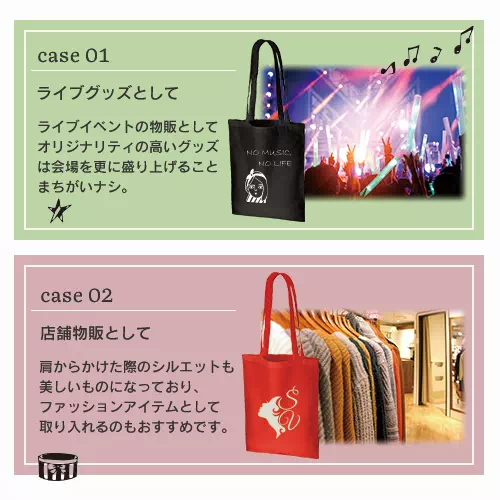 case 01
ライブグッズとして
ライブイベントの物販として
オリジナリティの高いグッズ
は会場を更に盛り上げること
まちがいナシ。
NO MUSIC,
NO LIFE
case 02
店舗物販として
肩からかけた際のシルエットも
美しいものになっており、
ファッションアイテムとして
取り入れるのもおすすめです。
S
V